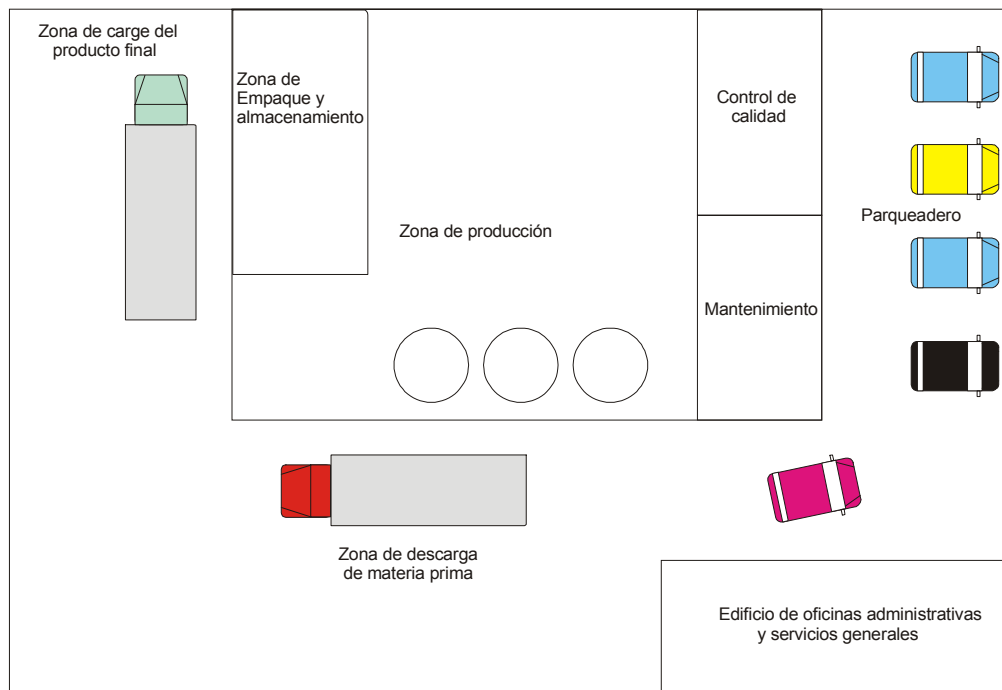 Zona de carge del
producto final
Zona de
Empaque y
almacenamiento
Control de
calidad
Parqueadero
Zona de producción
Mantenimiento
Zona de descarga
de materia prima
Edificio de oficinas administrativas
y servicios generales